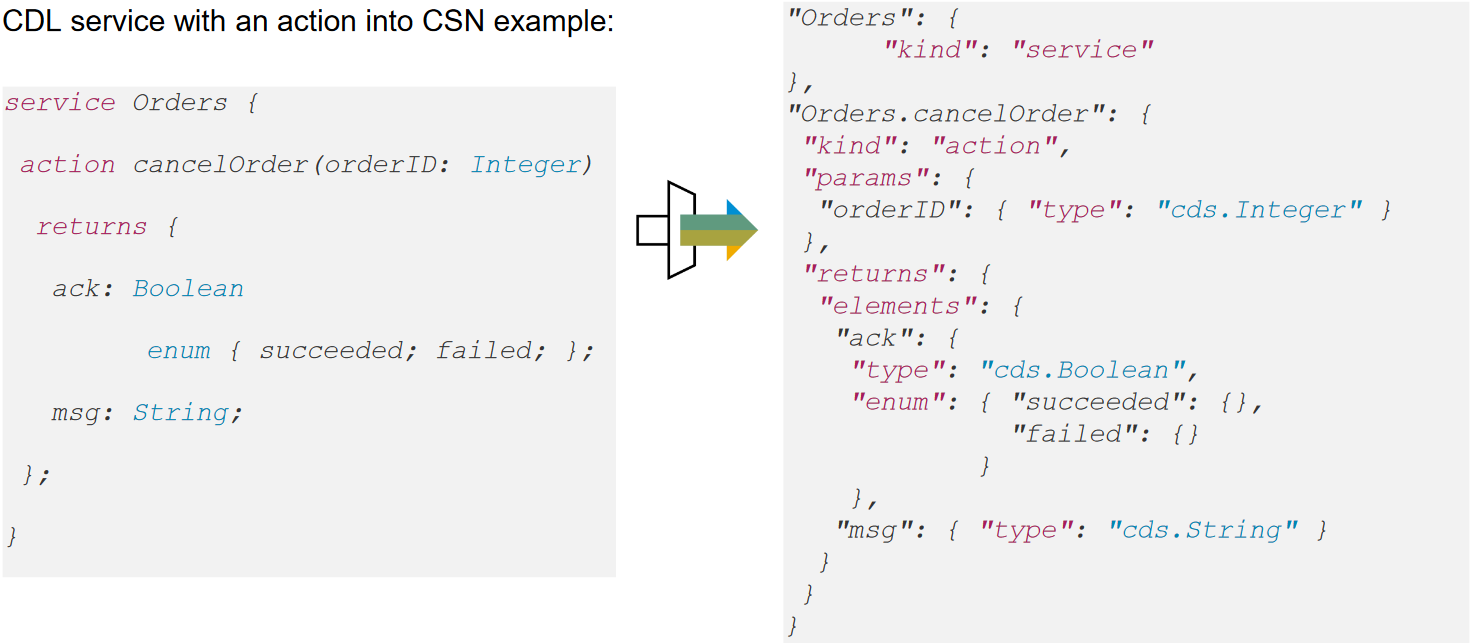 CDL service with an action into CSN example:
service Orders {
action cancelOrder(orderID: Integer)
returns {
ack: Boolean
enum { succeeded; failed; };
msg: String;
};
}
"Orders": {
"kind": "service"
},
"Orders.cancelOrder": {
"kind": "action",
"params": {
"orderID": { "type": "cds.Integer" }
},
"returns": {
"elements": {
"ack": {
"type": "cds.Boolean",
"enum": { "succeeded": {},
"failed": {}
}
},
"msg": { "type": "cds.String" }
}
}
}